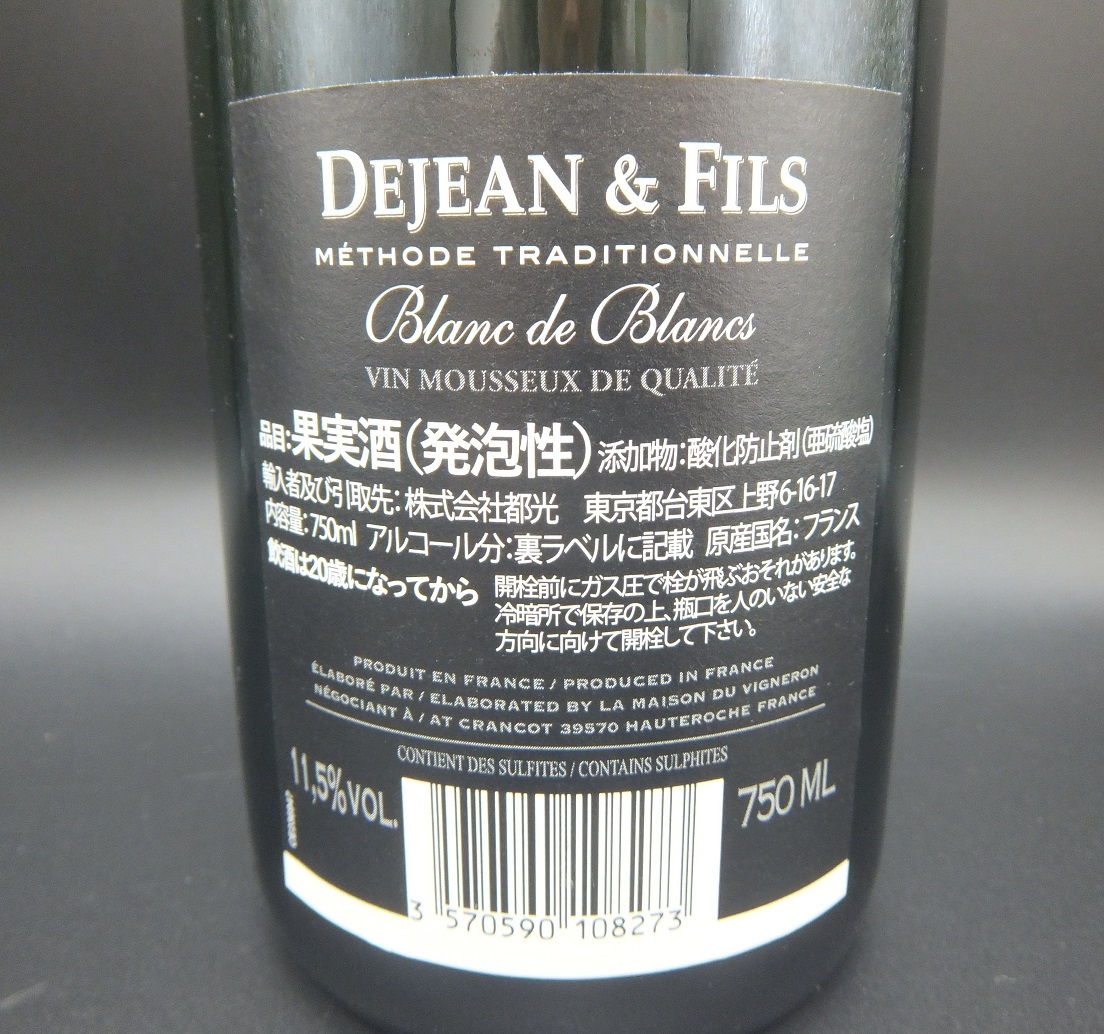 DEJEAN & FILS
MÉTHODE TRADITIONNELLE
Blanc de Blancs
VIN MOUSSEUX DE QUALITÉ
品目:果実酒(発泡性) 添加物:酸化防止剤(亜硫酸塩)
輸入者及び引取先:株式会社都光 東京都台東区上野6-16-17
内容量:750ml アルコール分:裏ラベルに記載 原産国名:フランス
飲酒は20歳になってから
開栓前にガス圧で栓が飛ぶおそれがあります。
冷暗所で保存の上、瓶口を人のいない安全な
方向に向けて開栓して下さい。
PRODUIT EN FRANCE / PRODUCED IN FRANCE
ÉLABORÉ PAR / ELABORATED BY LA MAISON DU VIGNERON
NÉGOCIANT À / AT CRANCOT 39570 HAUTEROCHE FRANCE
CONTIENT DES SULFITES / CONTAINS SULPHITES
11,5%VOL.
750 ML
3 570590 108273